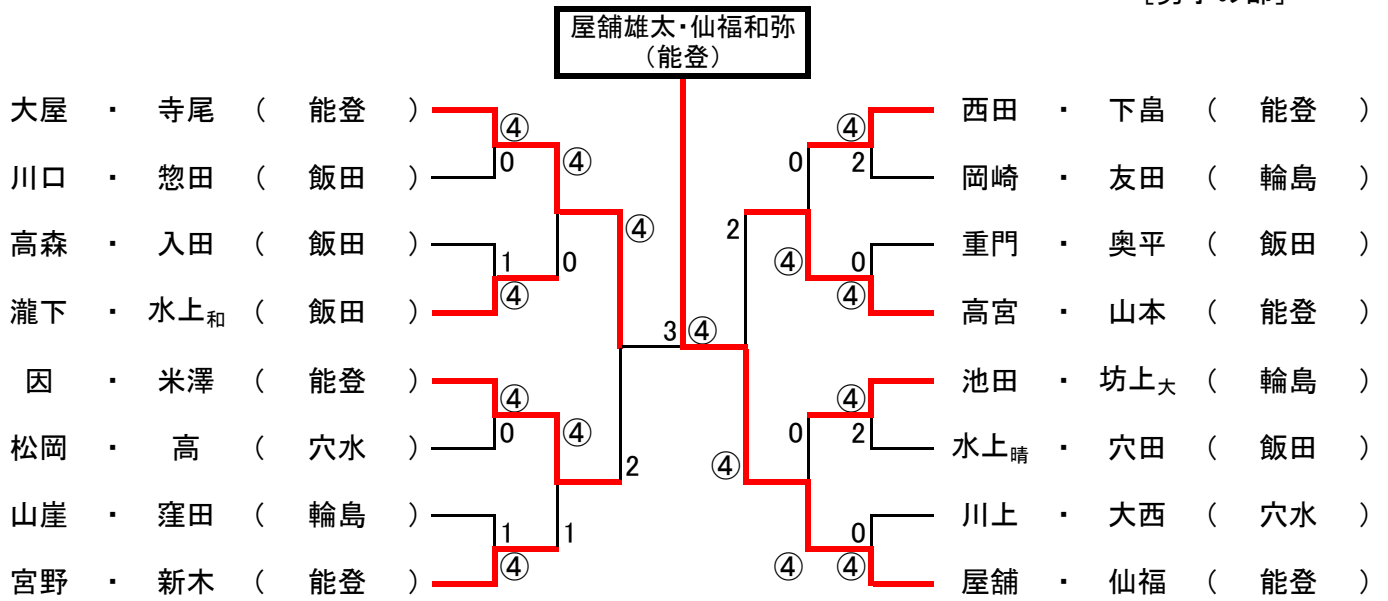 [男子の部]
屋舗雄太・仙福和弥
（能登）
大屋 ・ 寺尾 （ 能登 ）
川口 ・ 惣田 （ 飯田 ）
高森 ・ 入田 （ 飯田 ）
瀧下 ・ 水上和 （ 飯田 ）
因 ・ 米澤 （ 能登 ）
松岡 ・ 高 （ 穴水 ）
山崖 ・ 窪田 （ 輪島 ）
宮野 ・ 新木 （ 能登 ）
④
0
1
④
④
0
1
④
④
0
④
1
④
2
3
④
2
④
0
④
0
④
④
2
0
④
④
2
0
④
西田 ・ 下畠 （ 能登 ）
岡崎 ・ 友田 （ 輪島 ）
重門 ・ 奥平 （ 飯田 ）
高宮 ・ 山本 （ 能登 ）
池田 ・ 坊上大 （ 輪島 ）
水上晴 ・ 穴田 （ 飯田 ）
川上 ・ 大西 （ 穴水 ）
屋舗 ・ 仙福 （ 能登 ）